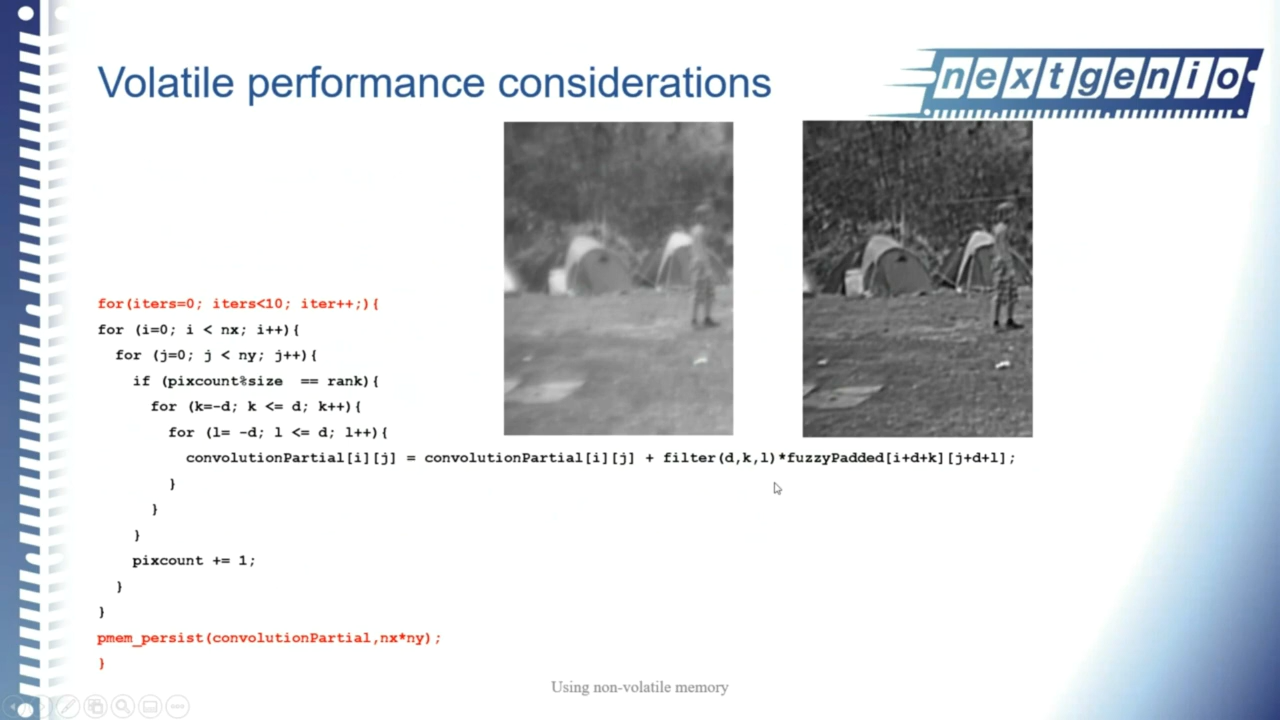 Volatile performance considerations
nextgenio
for(iters=0; iters<10; iter++;){
for (i=0; i < nx; i++){
for (j=0; j < ny; j++){
if (pixcount%size == rank){
for (k=-d; k <= d; k++){
for (l= -d; l <= d; l++){
convolutionPartial[i][j] = convolutionPartial[i][j] + filter(d,k,l)*fuzzyPadded[i+d+k][j+d+l];
}
}
}
pixcount += 1;
}
}
pmem_persist(convolutionPartial,nx*ny);
}
Using non-volatile memory